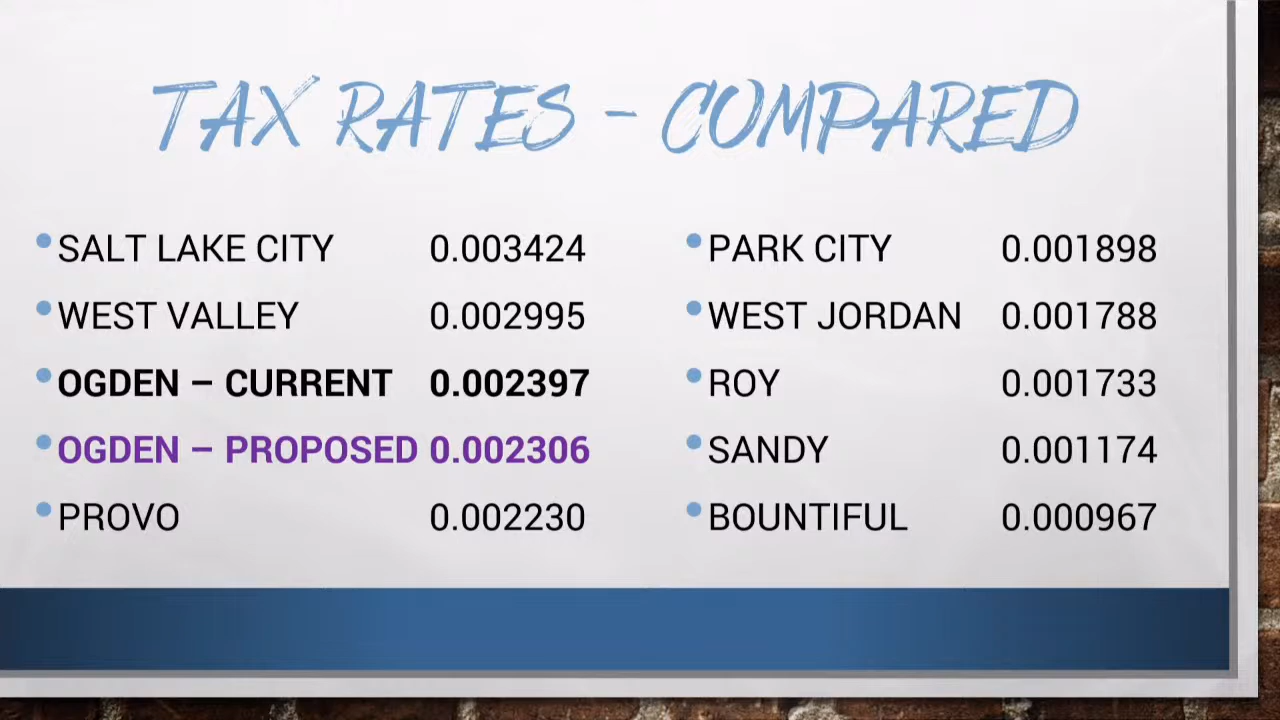 TAX RATES – COMPARED
• SALT LAKE CITY 0.003424
• WEST VALLEY 0.002995
• OGDEN – CURRENT 0.002397
• OGDEN – PROPOSED 0.002306
• PROVO 0.002230
• PARK CITY 0.001898
• WEST JORDAN 0.001788
• ROY 0.001733
• SANDY 0.001174
• BOUNTIFUL 0.000967